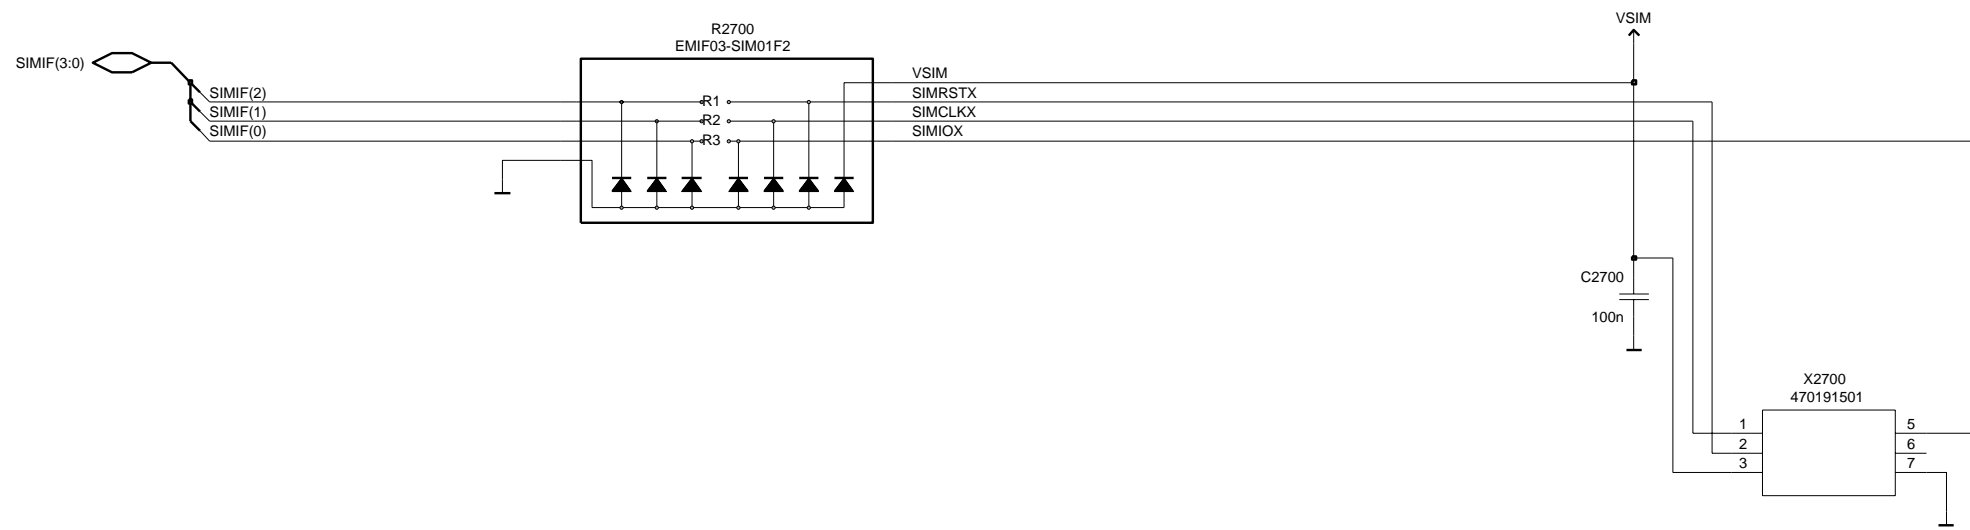 R2700
EMIF03-SIM01F2
VSIM
SIMIF(3:0)
VSIM
SIMIF(2)
R1
SIMRSTX
SIMIF(1)
R2
SIMCLKX
SIMIF(0)
R3
SIMIOX
C2700
100n
X2700
470191501
1
5
2
6
3
7